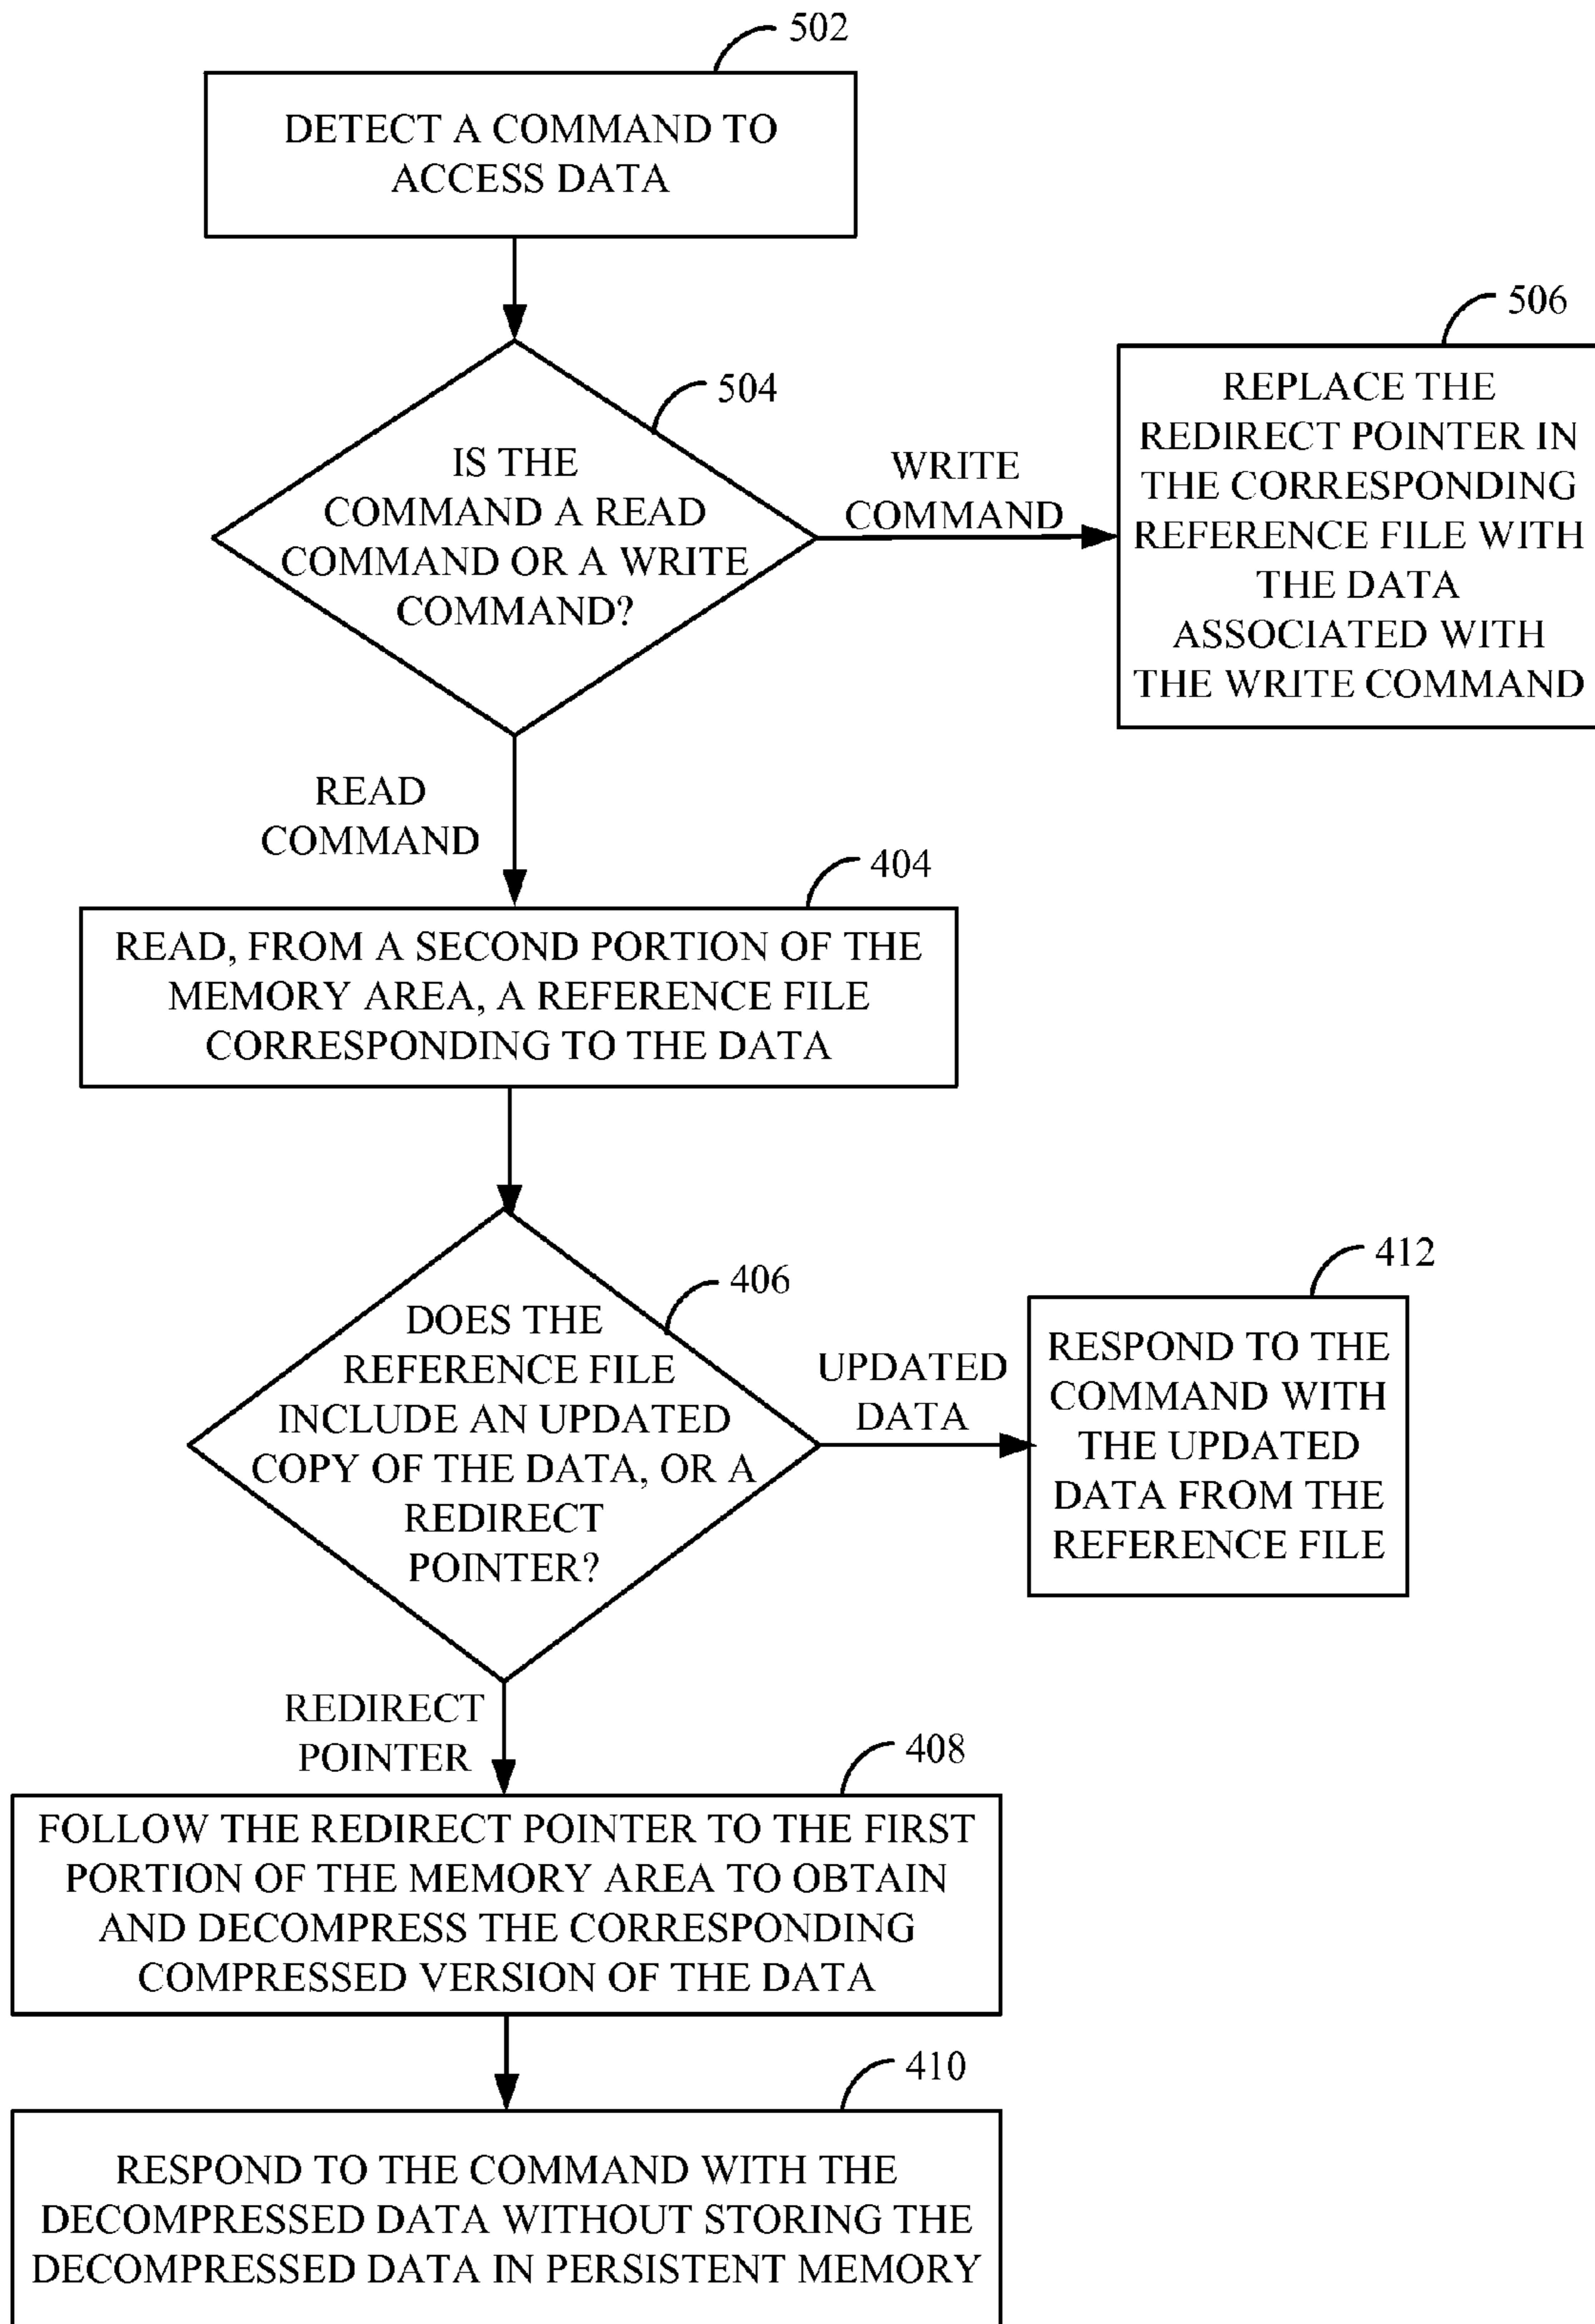 502
DETECT A COMMAND TO
ACCESS DATA
504
IS THE
COMMAND A READ
COMMAND OR A WRITE
COMMAND?
WRITE
COMMAND
506
REPLACE THE
REDIRECT POINTER IN
THE CORRESPONDING
REFERENCE FILE WITH
THE DATA
ASSOCIATED WITH
THE WRITE COMMAND
READ
COMMAND
404
READ, FROM A SECOND PORTION OF THE
MEMORY AREA, A REFERENCE FILE
CORRESPONDING TO THE DATA
406
DOES THE
REFERENCE FILE
INCLUDE AN UPDATED
COPY OF THE DATA, OR A
REDIRECT
POINTER?
UPDATED
DATA
412
RESPOND TO THE
COMMAND WITH
THE UPDATED
DATA FROM THE
REFERENCE FILE
REDIRECT
POINTER
408
FOLLOW THE REDIRECT POINTER TO THE FIRST
PORTION OF THE MEMORY AREA TO OBTAIN
AND DECOMPRESS THE CORRESPONDING
COMPRESSED VERSION OF THE DATA
410
RESPOND TO THE COMMAND WITH THE
DECOMPRESSED DATA WITHOUT STORING THE
DECOMPRESSED DATA IN PERSISTENT MEMORY